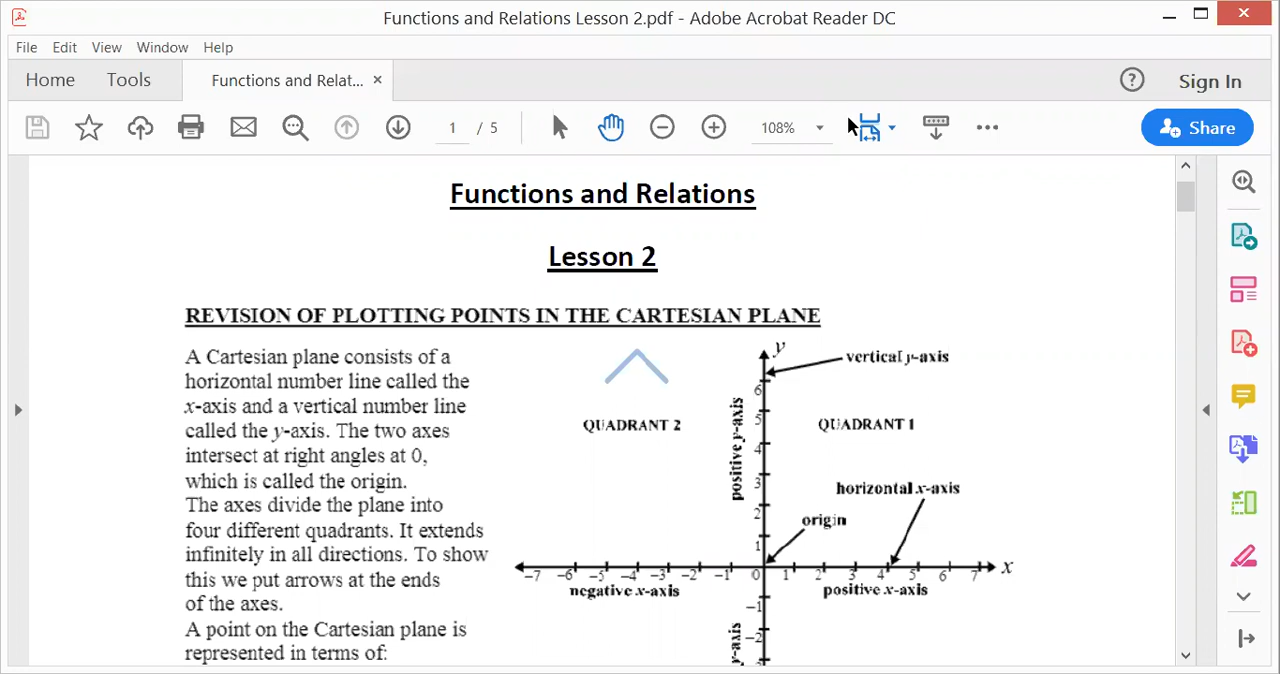 Functions and Relations Lesson 2.pdf - Adobe Acrobat Reader DC
File Edit View Window Help
Home Tools Functions and Relat... × ? Sign In
1 / 5 108% Share
Functions and Relations
Lesson 2
REVISION OF PLOTTING POINTS IN THE CARTESIAN PLANE
A Cartesian plane consists of a
horizontal number line called the
x-axis and a vertical number line
called the y-axis. The two axes
intersect at right angles at 0,
which is called the origin.
The axes divide the plane into
four different quadrants. It extends
infinitely in all directions. To show
this we put arrows at the ends
of the axes.
A point on the Cartesian plane is
represented in terms of:
y
vertical y-axis
QUADRANT 2
QUADRANT 1
positive y-axis
horizontal x-axis
origin
6
5
4
3
2
1
-7 -6 -5 -4 -3 -2 -1 0 1 2 3 4 5 6 7 x
negative x-axis
positive x-axis
-1
-2
y-axis